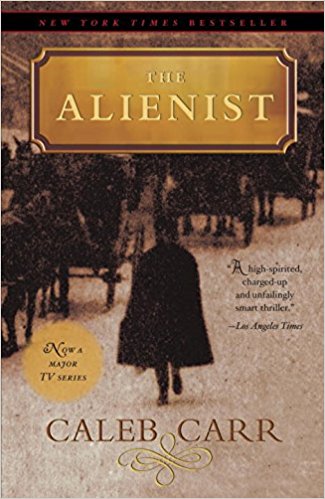 NEW YORK TIMES BESTSELLER
THE
ALIENIST
"A high-spirited,
charged-up
and unfailingly
smart thriller."
—Los Angeles Times
NOW A
MAJOR
TV SERIES
CALEB CARR